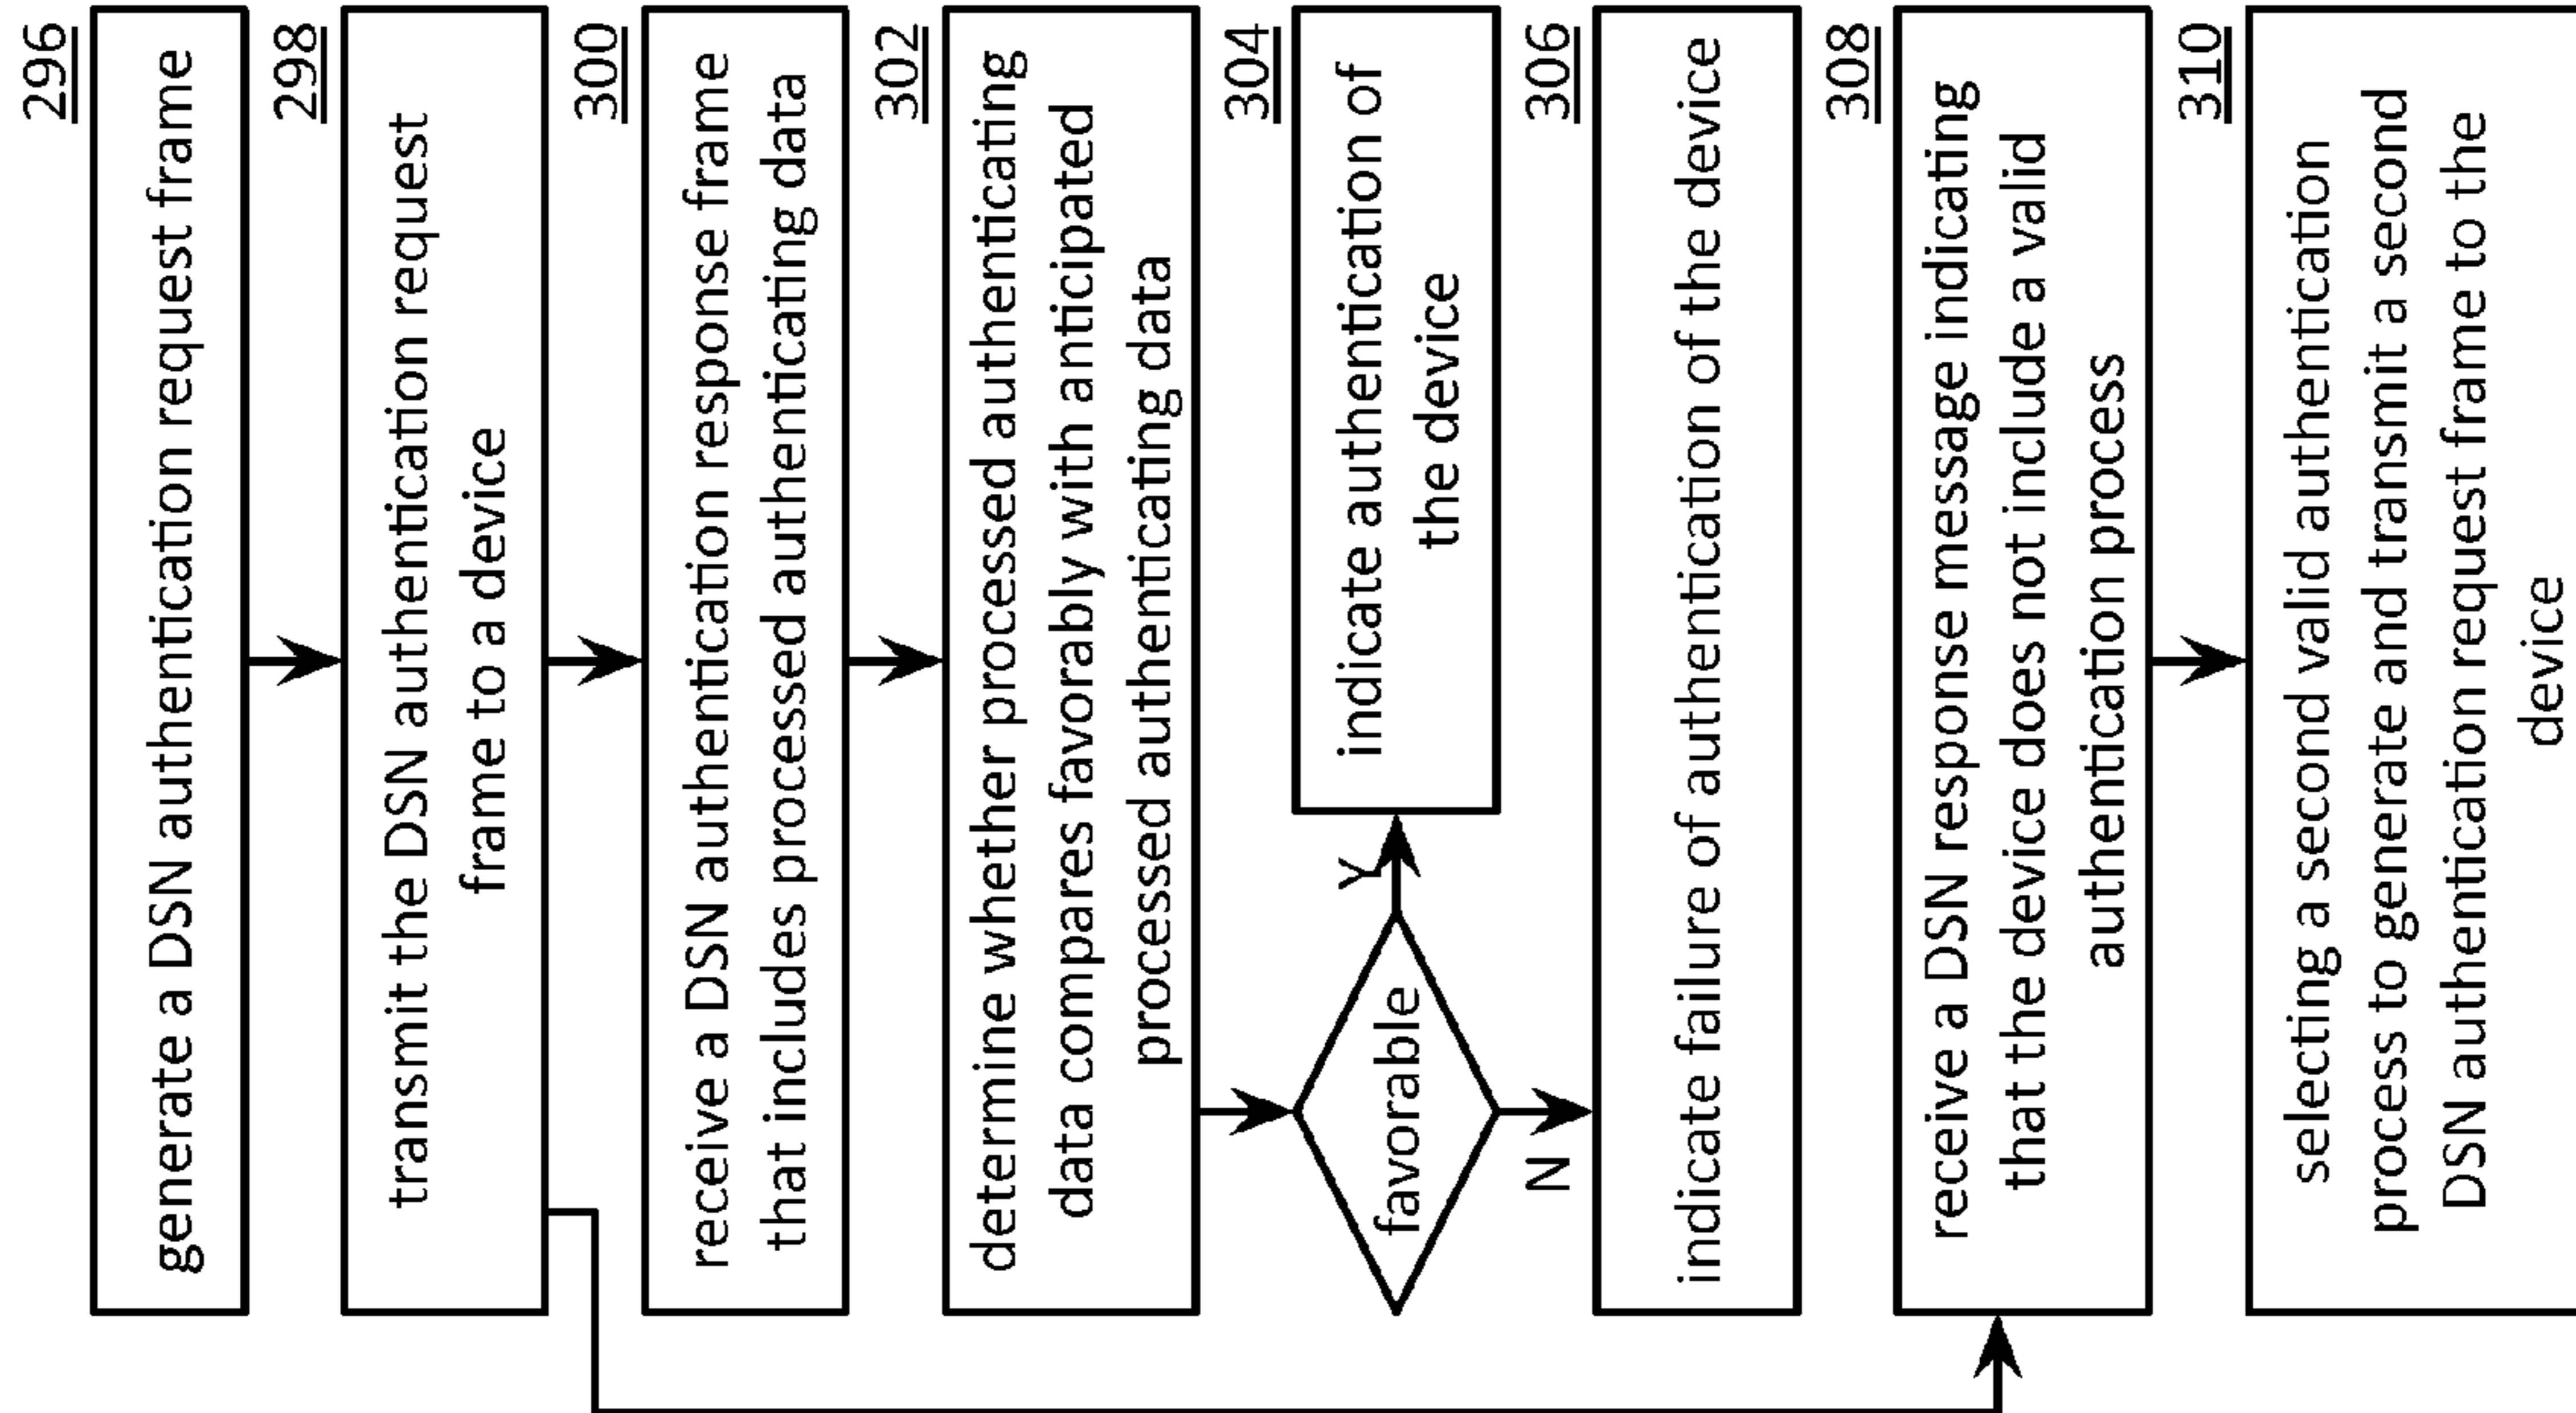 296
generate a DSN authentication request frame
298
transmit the DSN authentication request
frame to a device
300
receive a DSN authentication response frame
that includes processed authenticating data
302
determine whether processed authenticating
data compares favorably with anticipated
processed authenticating data
favorable
Y
304
indicate authentication of
the device
N
306
indicate failure of authentication of the device
308
receive a DSN response message indicating
that the device does not include a valid
authentication process
310
selecting a second valid authentication
process to generate and transmit a second
DSN authentication request frame to the
device